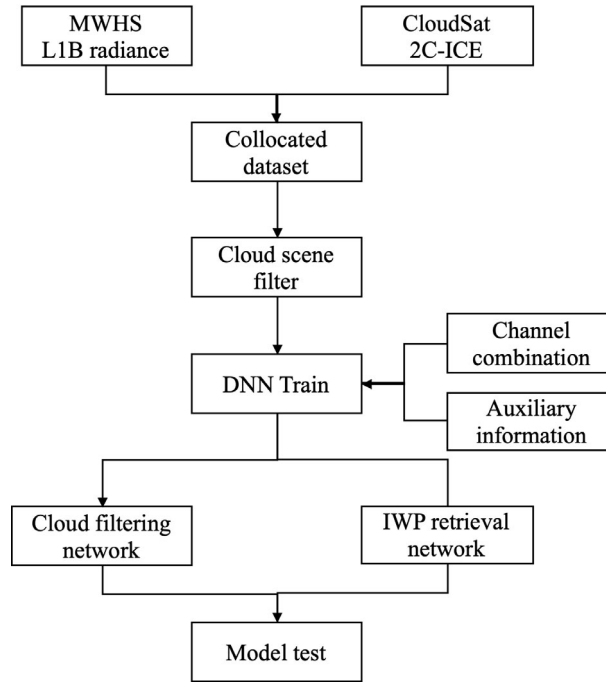 MWHS
L1B radiance
CloudSat
2C-ICE
Collocated
dataset
Cloud scene
filter
Channel
combination
DNN Train
Auxiliary
information
Cloud filtering
network
IWP retrieval
network
Model test